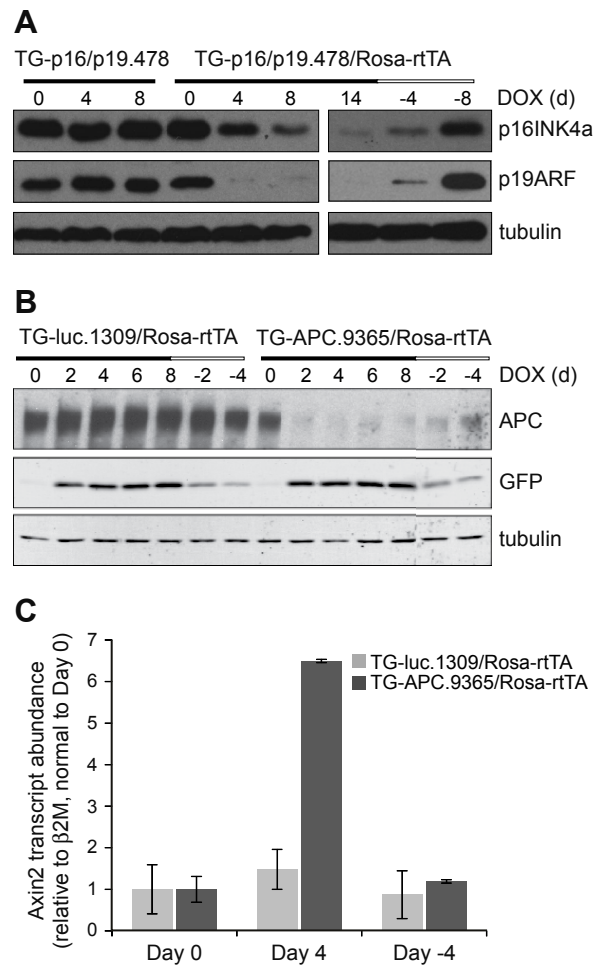 A
TG-p16/p19.478 TG-p16/p19.478/Rosa-rtTA
0 4 8 0 4 8 14 -4 -8 DOX (d)
p16INK4a
p19ARF
tubulin
B
TG-luc.1309/Rosa-rtTA TG-APC.9365/Rosa-rtTA
0 2 4 6 8 -2 -4 0 2 4 6 8 -2 -4 DOX (d)
APC
GFP
tubulin
C
Axin2 transcript abundance
(relative to β2M, normal to Day 0)
7
6
5
4
3
2
1
0
TG-luc.1309/Rosa-rtTA
TG-APC.9365/Rosa-rtTA
Day 0 Day 4 Day -4